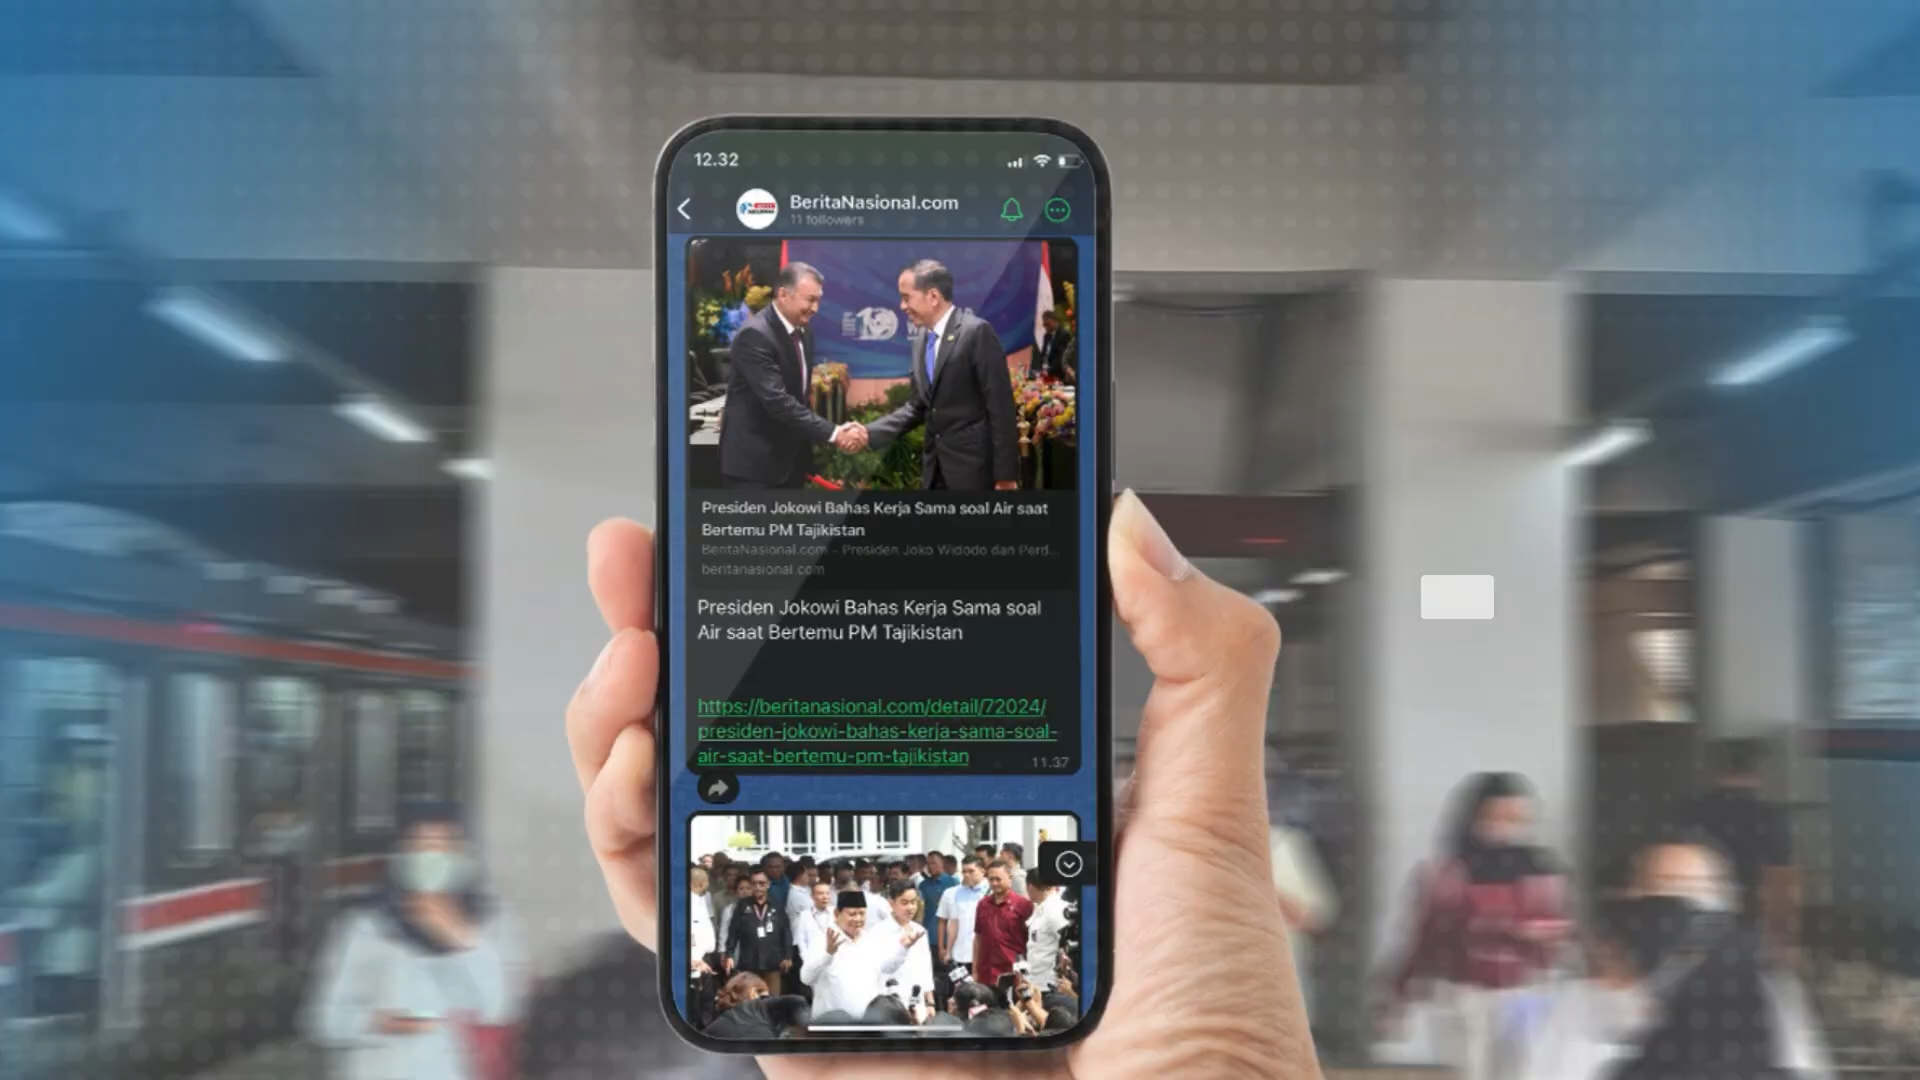 12.32
BeritaNasional.com
11 followers
10
Presiden Jokowi Bahas Kerja Sama soal Air saat
Bertemu PM Tajikistan
BeritaNasional.com - Presiden Joko Widodo dan Perd...
beritanasional.com
Presiden Jokowi Bahas Kerja Sama soal
Air saat Bertemu PM Tajikistan
https://beritanasional.com/detail/72024/
presiden-jokowi-bahas-kerja-sama-soal-
air-saat-bertemu-pm-tajikistan
11.37